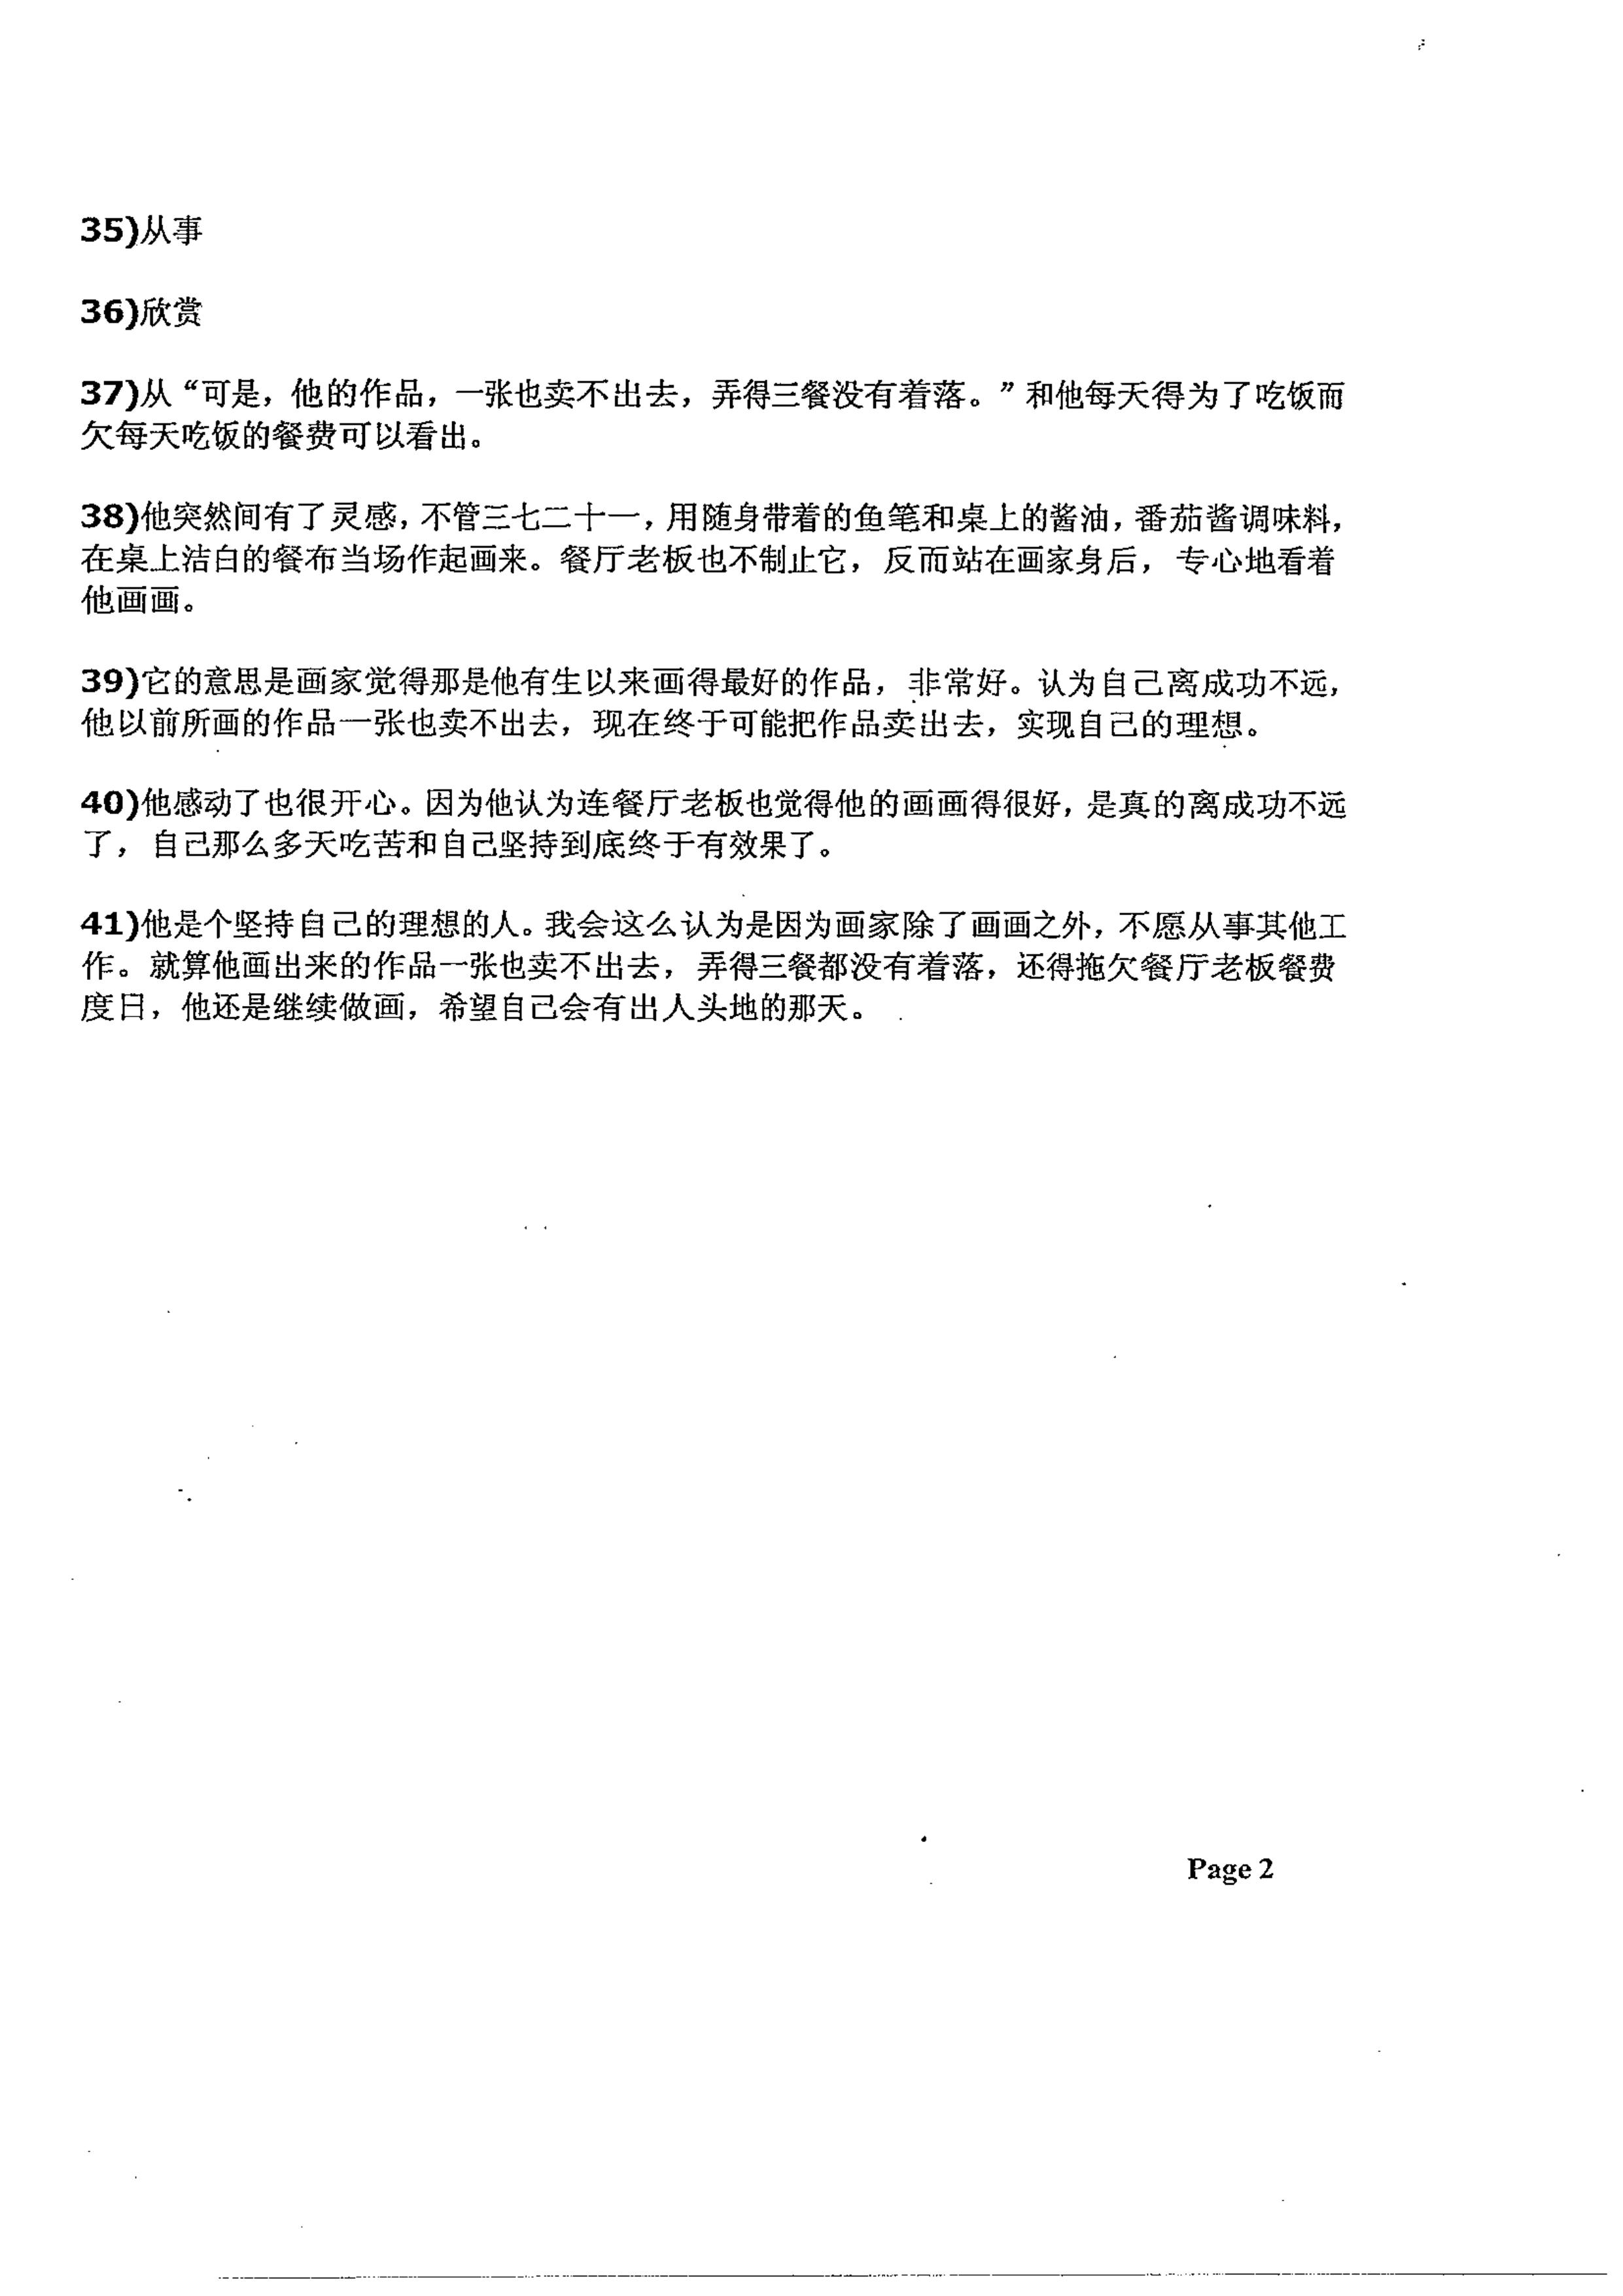 35)从事
36)欣赏
37)从“可是，他的作品，一张也卖不出去，弄得三餐没有着落。”和他每天得为了吃饭而
欠每天吃饭的餐费可以看出。
38)他突然间有了灵感，不管三七二十一，用随身带着的鱼笔和桌上的酱油，番茄酱调味料，
在桌上洁白的餐布当场作起画来。餐厅老板也不制止它，反而站在画家身后，专心地看着
他画画。
39)它的意思是画家觉得那是他有生以来画得最好的作品，非常好。认为自己离成功不远，
他以前所画的作品一张也卖不出去，现在终于可能把作品卖出去，实现自己的理想。
40)他感动了也很开心。因为他认为连餐厅老板也觉得他的画画得很好，是真的离成功不远
了，自己那么多天吃苦和自己坚持到底终于有效果了。
41)他是个坚持自己的理想的人。我会这么认为是因为画家除了画画之外，不愿从事其他工
作。就算他画出来的作品一张也卖不出去，弄得三餐都没有着落，还得拖欠餐厅老板餐费
度日，他还是继续做画，希望自己会有出人头地的那天。
Page 2